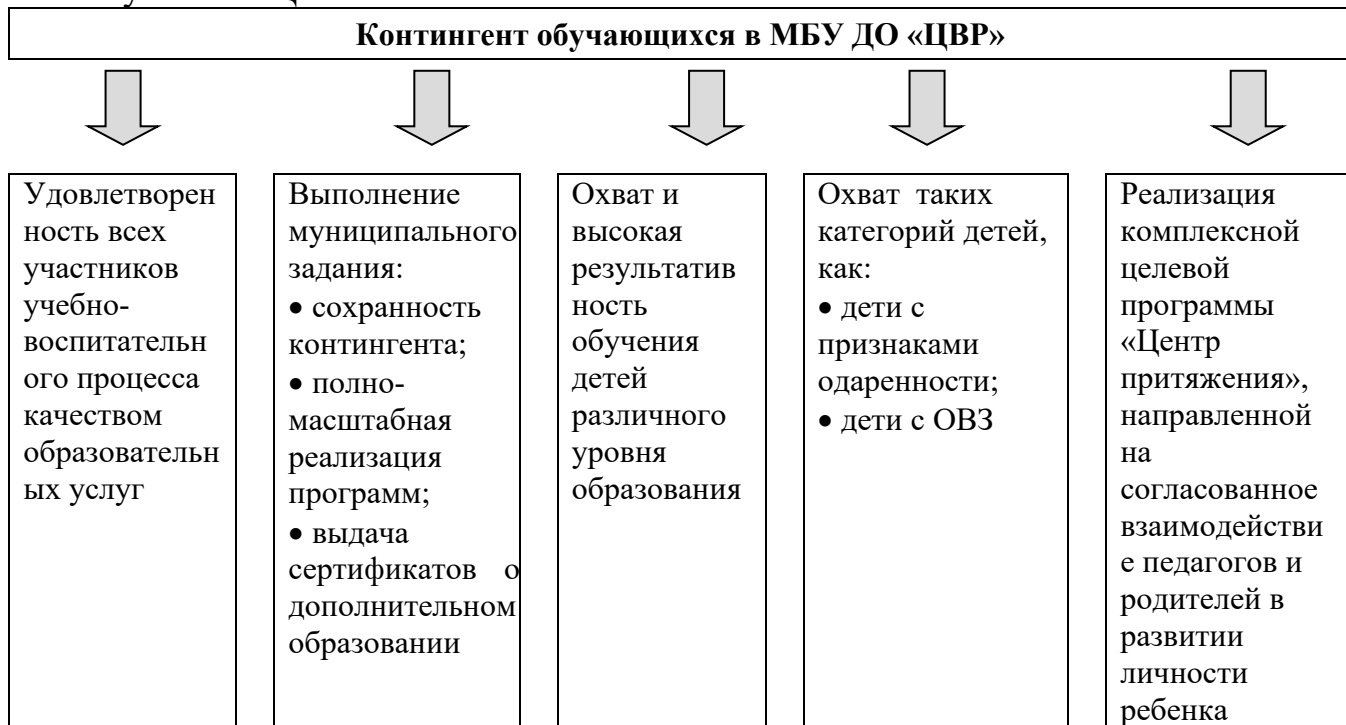 Контингент обучающихся в МБУ ДО «ЦВР»
Удовлетворен
ность всех
участников
учебно-
воспитательн
ого процесса
качеством
образовательн
ых услуг
Выполнение
муниципального
задания:
• сохранность
контингента;
• полно-
масштабная
реализация
программ;
• выдача
сертификатов о
дополнительном
образовании
Охват и
высокая
результатив
ность
обучения
детей
различного
уровня
образования
Охват таких
категорий детей,
как:
• дети с
признаками
одаренности;
• дети с ОВЗ
Реализация
комплексной
целевой
программы
«Центр
притяжения»,
направленной
на
согласованное
взаимодействи
е педагогов и
родителей в
развитии
личности
ребенка